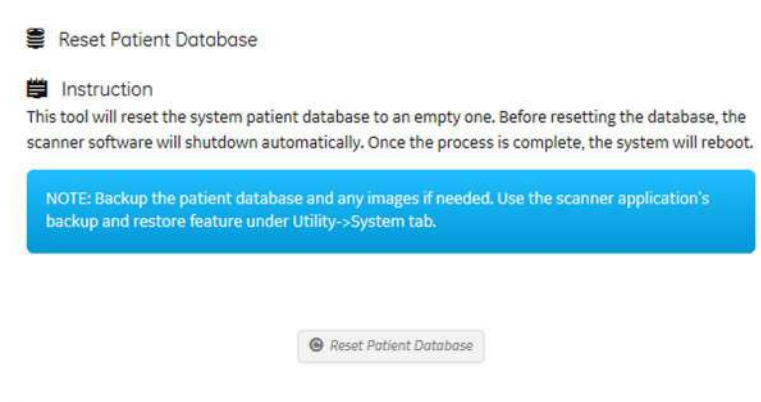 Reset Patient Database
Instruction
This tool will reset the system patient database to an empty one. Before resetting the database, the
scanner software will shutdown automatically. Once the process is complete, the system will reboot.
NOTE: Backup the patient database and any images if needed. Use the scanner application's
backup and restore feature under Utility->System tab.
Reset Patient Database